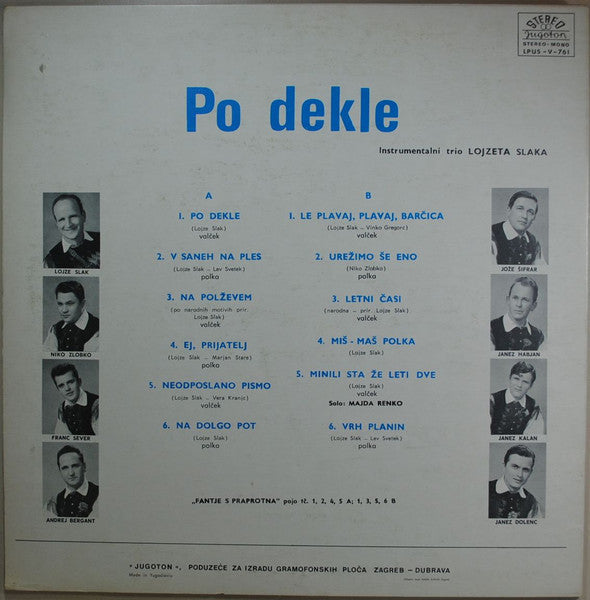 STEREO
Jugoton
STEREO-MONO
LPUS-V-761
Po dekle
Instrumentalni trio LOJZETA SLAKA
A
1. PO DEKLE
(Lojze Slak)
valček
2. V SANEH NA PLES
(Lojze Slak – Lev Svetek)
polka
3. NA POLŽEVEM
(po narodnih motivih prir.
Lojze Slak)
valček
4. EJ, PRIJATELJ
(Lojze Slak – Marjan Stare)
polka
5. NEODPOSLANO PISMO
(Lojze Slak – Vera Kranjc)
valček
6. NA DOLGO POT
(Lojze Slak)
polka
B
1. LE PLAVAJ, PLAVAJ, BARČICA
(Lojze Slak – Vinko Gregorc)
valček
2. UREŽIMO ŠE ENO
(Niko Zlobko)
polka
3. LETNI ČASI
(narodna – prir. Lojze Slak)
valček
4. MIŠ-MAŠ POLKA
(Lojze Slak)
5. MINILI STA ŽE LETI DVE
(Lojze Slak)
valček
Solo: MAJDA RENKO
6. VRH PLANIN
(Lojze Slak – Lev Svetek)
polka
LOJZE SLAK
NIKO ZLOBKO
FRANC SEVER
ANDREJ BERGANT
JOŽE ŠIFRAR
JANEZ HABJAN
JANEZ KALAN
JANEZ DOLENC
„FANTJE S PRAPROTNA" pojo tč. 1, 2, 4, 5 A; 1, 3, 5, 6 B
"JUGOTON", PODUZEĆE ZA IZRADU GRAMOFONSKIH PLOČA ZAGREB – DUBRAVA
Made in Yugoslavia